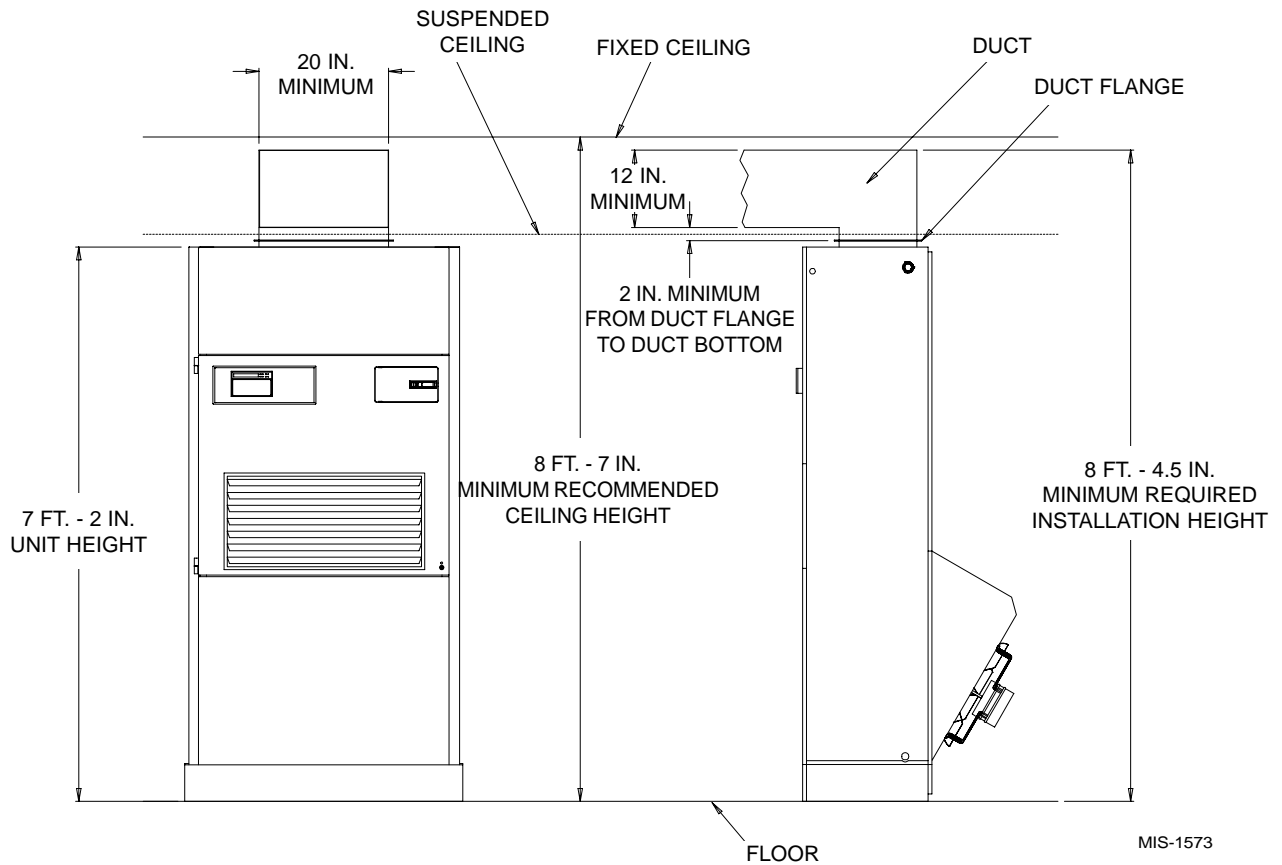 SUSPENDED
CEILING
FIXED CEILING
DUCT
DUCT FLANGE
20 IN.
MINIMUM
12 IN.
MINIMUM
2 IN. MINIMUM
FROM DUCT FLANGE
TO DUCT BOTTOM
7 FT. - 2 IN.
UNIT HEIGHT
8 FT. - 7 IN.
MINIMUM RECOMMENDED
CEILING HEIGHT
8 FT. - 4.5 IN.
MINIMUM REQUIRED
INSTALLATION HEIGHT
FLOOR
MIS-1573